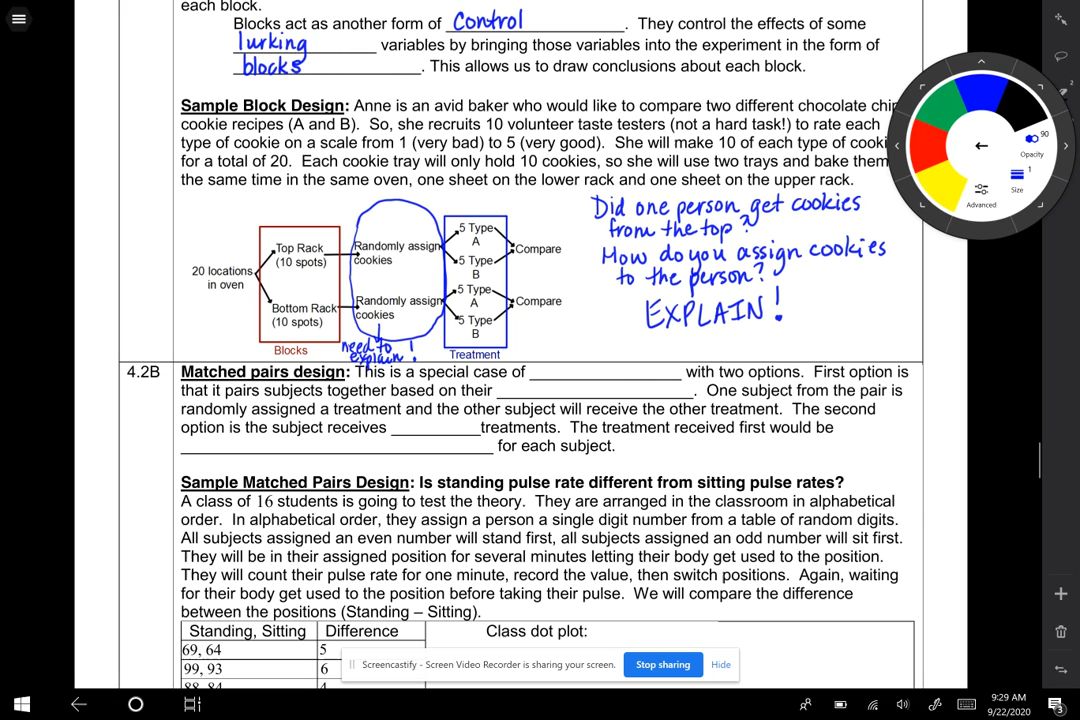 each block.
Blocks act as another form of control. They control the effects of some
lurking variables by bringing those variables into the experiment in the form of
blocks. This allows us to draw conclusions about each block.
Sample Block Design: Anne is an avid baker who would like to compare two different chocolate chip
cookie recipes (A and B). So, she recruits 10 volunteer taste testers (not a hard task!) to rate each
type of cookie on a scale from 1 (very bad) to 5 (very good). She will make 10 of each type of cooki
for a total of 20. Each cookie tray will only hold 10 cookies, so she will use two trays and bake them
the same time in the same oven, one sheet on the lower rack and one sheet on the upper rack.
20 locations
in oven
Top Rack
(10 spots)
Bottom Rack
(10 spots)
Blocks
Randomly assign
cookies
Randomly assign
cookies
need to
explain!
5 Type
A
5 Type
B
5 Type
A
5 Type
B
Treatment
Compare
Compare
Did one person get cookies
from the top?
How do you assign cookies
to the person?
EXPLAIN!
4.2B
Matched pairs design: This is a special case of ________________ with two options. First option is
that it pairs subjects together based on their ____________________. One subject from the pair is
randomly assigned a treatment and the other subject will receive the other treatment. The second
option is the subject receives _________treatments. The treatment received first would be
________________________________ for each subject.
Sample Matched Pairs Design: Is standing pulse rate different from sitting pulse rates?
A class of 16 students is going to test the theory. They are arranged in the classroom in alphabetical
order. In alphabetical order, they assign a person a single digit number from a table of random digits.
All subjects assigned an even number will stand first, all subjects assigned an odd number will sit first.
They will be in their assigned position for several minutes letting their body get used to the position.
They will count their pulse rate for one minute, record the value, then switch positions. Again, waiting
for their body get used to the position before taking their pulse. We will compare the difference
between the positions (Standing – Sitting).
Standing, Sitting Difference Class dot plot:
69, 64 5
99, 93 6
88, 84 4
Screencastify - Screen Video Recorder is sharing your screen. Stop sharing Hide
90
Opacity
1
Size
Advanced
2
9:29 AM
9/22/2020
3